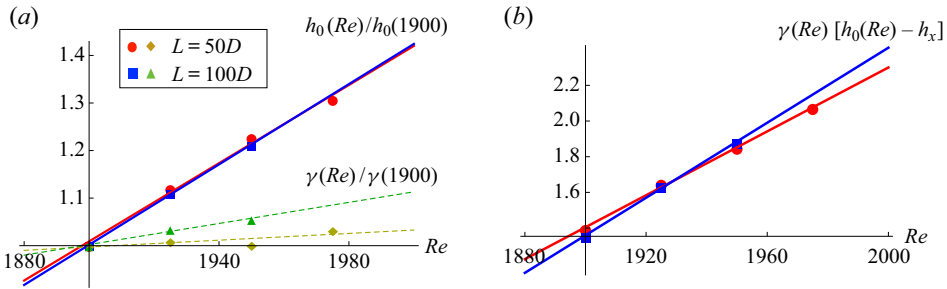 (a)
h₀(Re)/h₀(1900)
1.4
L = 50D
L = 100D
1.3
1.2
γ(Re)/γ(1900)
1.1
Re
1880
1940
1980
(b)
γ(Re) [h₀(Re) – hₓ]
2.2
2.0
1.8
1.6
Re
1880
1920
1960
2000